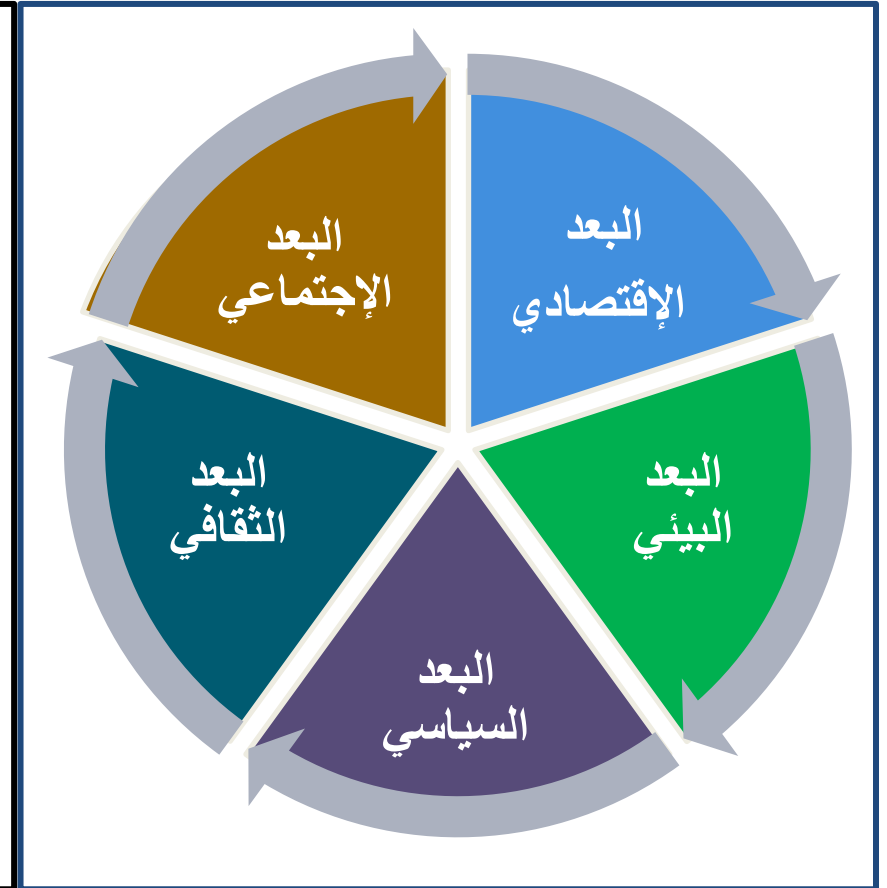 البعد
الإقتصادي
البعد
البيئي
البعد
السياسي
البعد
الثقافي
البعد
الإجتماعي